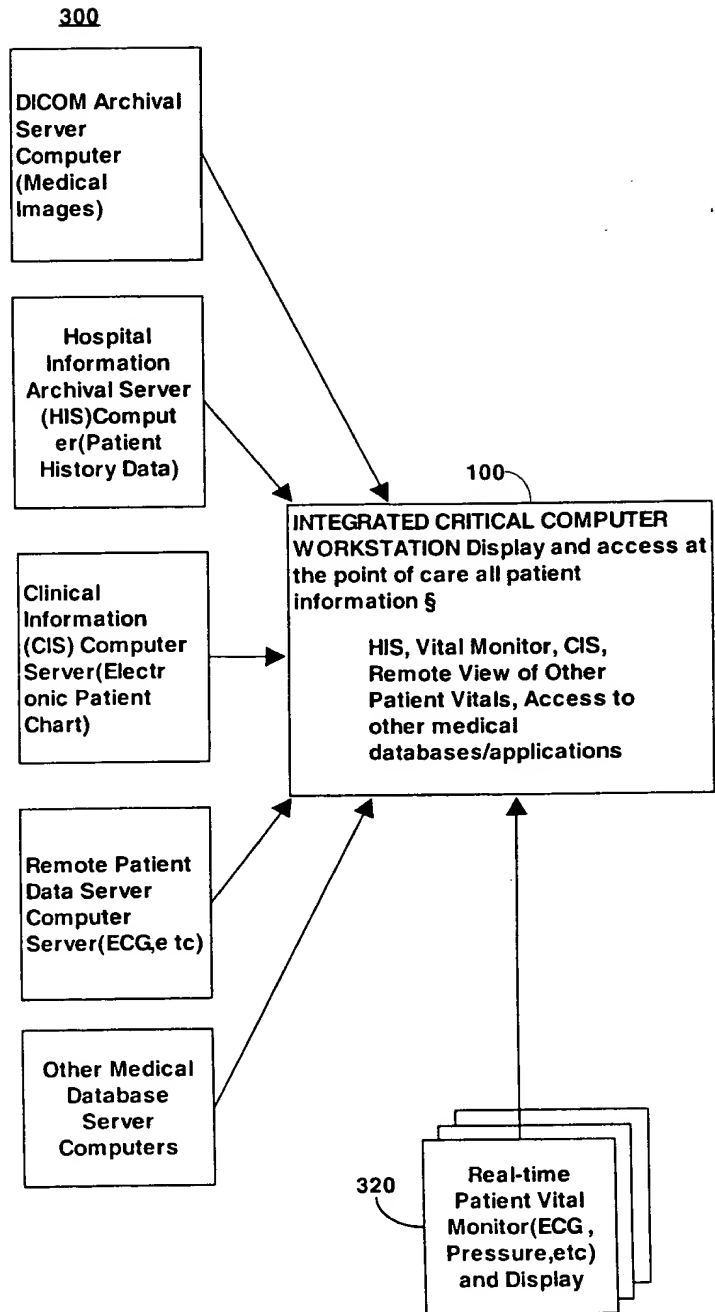 300
DICOM Archival
Server
Computer
(Medical
Images)
Hospital
Information
Archival Server
(HIS)Comput
er(Patient
History Data)
100
INTEGRATED CRITICAL COMPUTER
WORKSTATION Display and access at
the point of care all patient
information §
HIS, Vital Monitor, CIS,
Remote View of Other
Patient Vitals, Access to
other medical
databases/applications
Clinical
Information
(CIS) Computer
Server(Electr
onic Patient
Chart)
Remote Patient
Data Server
Computer
Server(ECG,e tc)
Other Medical
Database
Server
Computers
320
Real-time
Patient Vital
Monitor(ECG ,
Pressure,etc)
and Display